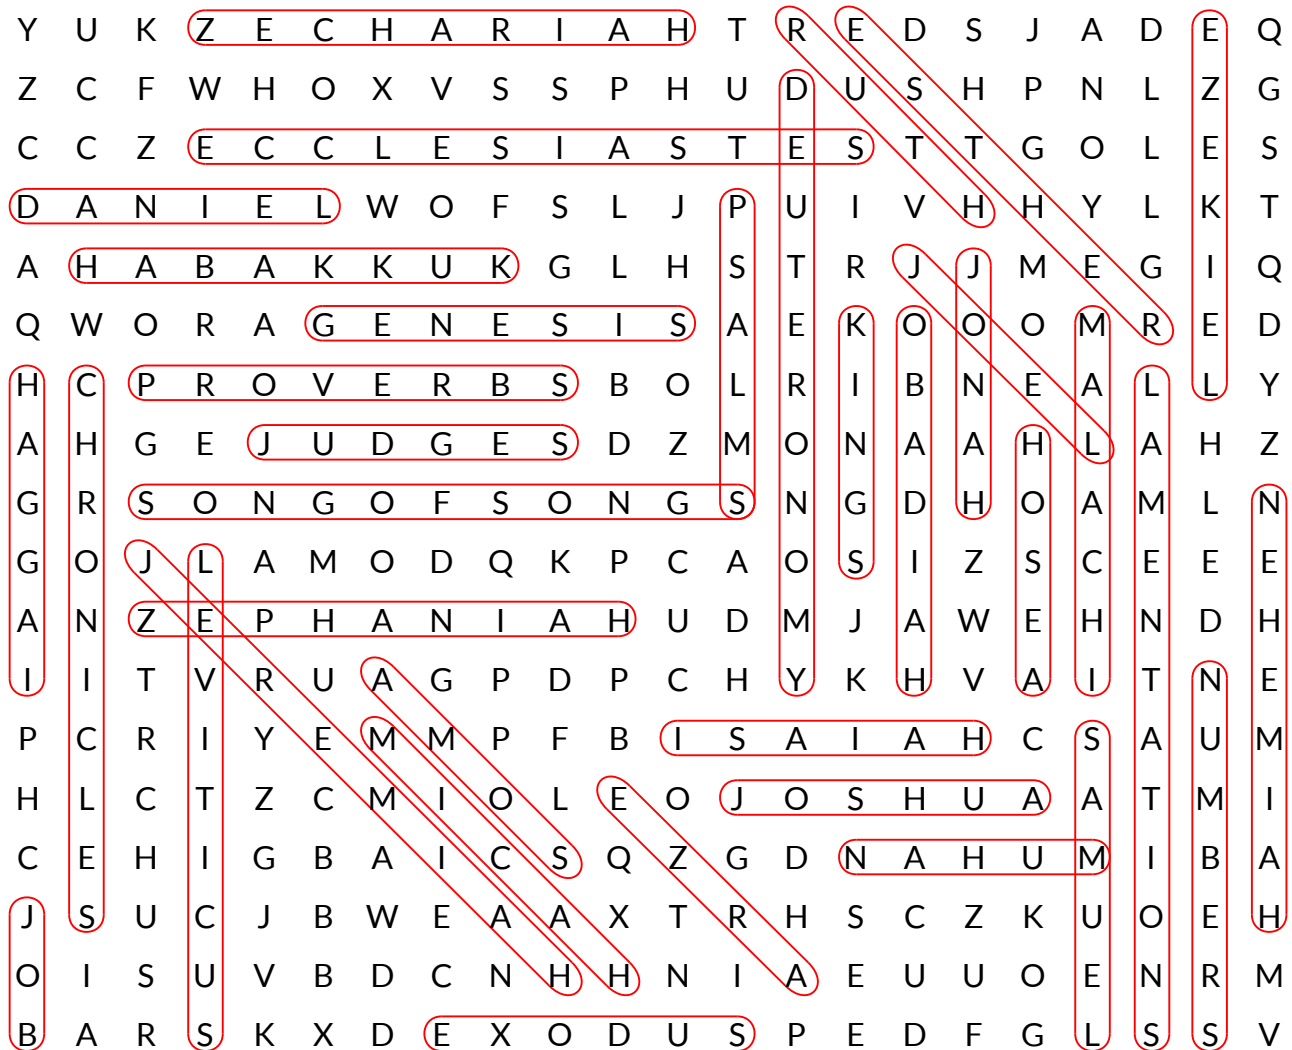 Y U K Z E C H A R I A H T R E D S J A D E Q
Z C F W H O X V S S P H U D U S H P N L Z G
C C Z E C C L E S I A S T E S T T G O L E S
D A N I E L W O F S L J P U I V H H Y L K T
A H A B A K K U K G L H S T R J J M E G I Q
Q W O R A G E N E S I S A E K O O O M R E D
H C P R O V E R B S B O L R I B N E A L L Y
A H G E J U D G E S D Z M O N A A H L A H Z
G R S O N G O F S O N G S N G D H O A M L N
G O J L A M O D Q K P C A O S I Z S C E E E
A N Z E P H A N I A H U D M J A W E H N D H
I I T V R U A G P D P C H Y K H V A I T N E
P C R I Y E M M P F B I S A I A H C S A U M
H L C T Z C M I O L E O J O S H U A A T M I
C E H I G B A I C S Q Z G D N A H U M I B A
J S U C J B W E A A X T R H S C Z K U O E H
O I S U V B D C N H H N I A E U U O E N R M
B A R S K X D E X O D U S P E D F G L S S V